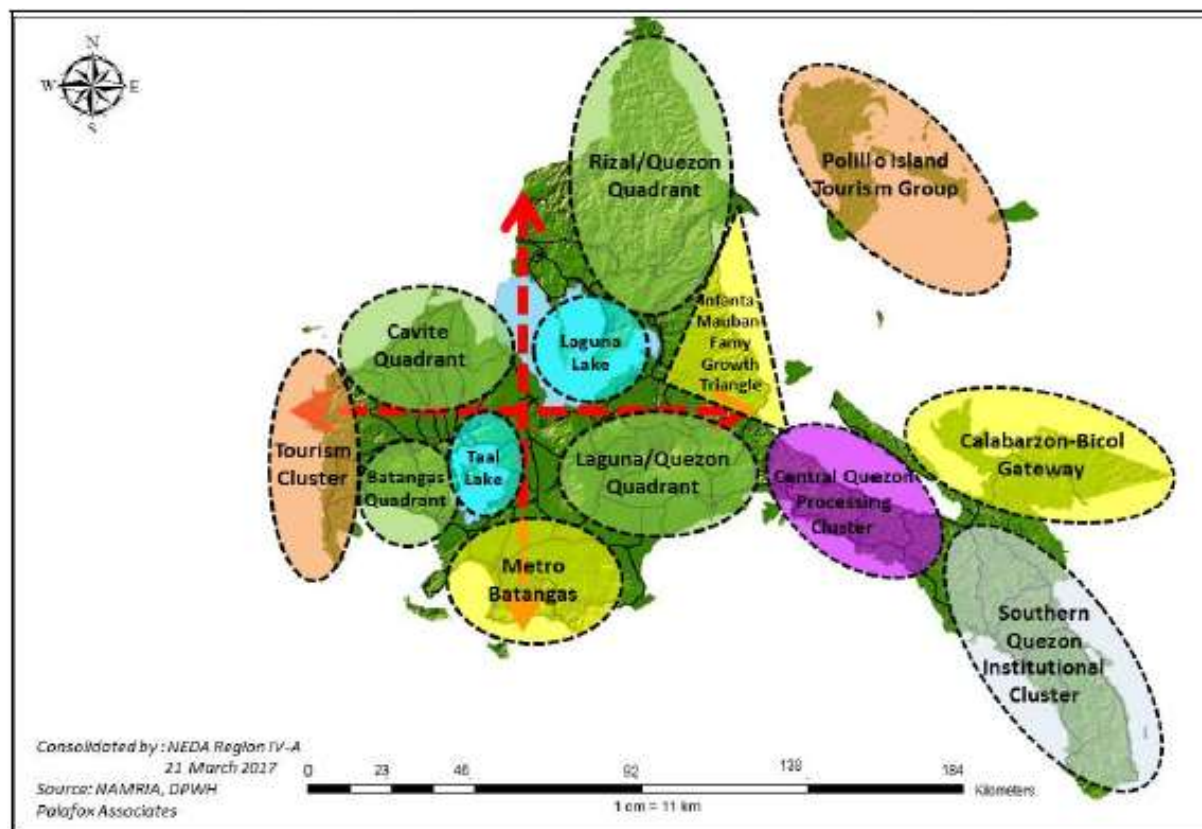 N
W E
S
Rizal/Quezon
Quadrant
Polillo Island
Tourism Group
Infanta-
Mauban-
Famy
Growth
Triangle
Cavite
Quadrant
Laguna
Lake
Tourism
Cluster
Batangas
Quadrant
Taal
Lake
Laguna/Quezon
Quadrant
Calabarzon-Bicol
Gateway
Central Quezon
Processing
Cluster
Metro
Batangas
Southern
Quezon
Institutional
Cluster
Consolidated by : NEDA Region IV-A
21 March 2017
Source: NAMRIA, DPWH
Palafox Associates
0 23 46 92 138 184 Kilometers
1 cm = 11 km